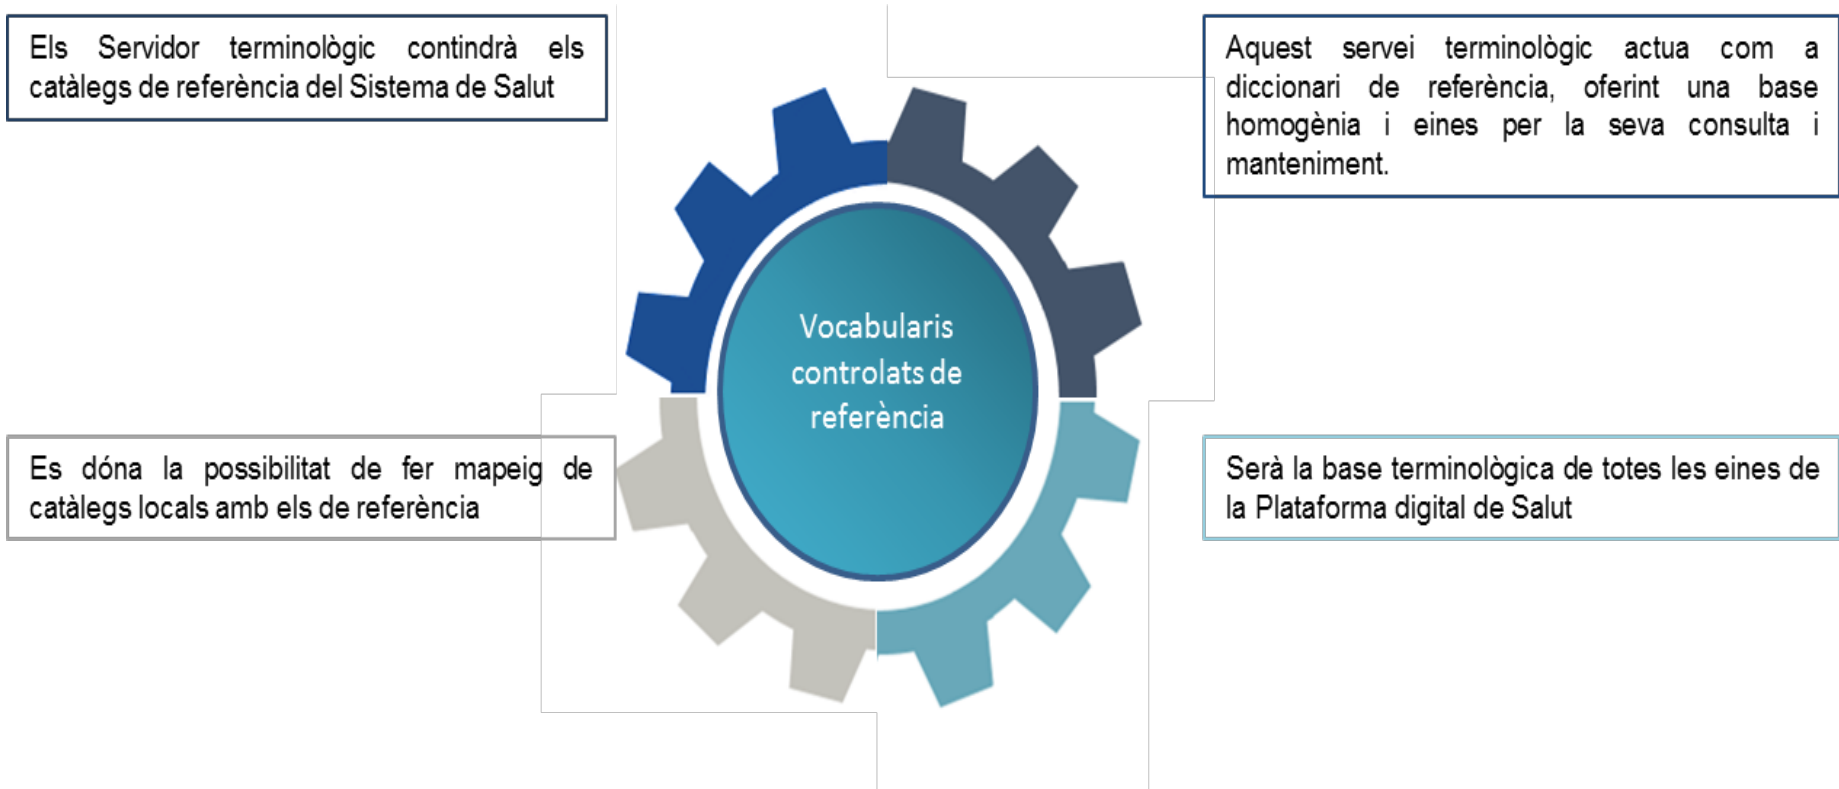 Els Servidor terminològic contindrà els
catàlegs de referència del Sistema de Salut
Aquest servei terminològic actua com a
diccionari de referència, oferint una base
homogènia i eines per la seva consulta i
manteniment.
Vocabularis
controlats de
referència
Es dóna la possibilitat de fer mapeig de
catàlegs locals amb els de referència
Serà la base terminològica de totes les eines de
la Plataforma digital de Salut